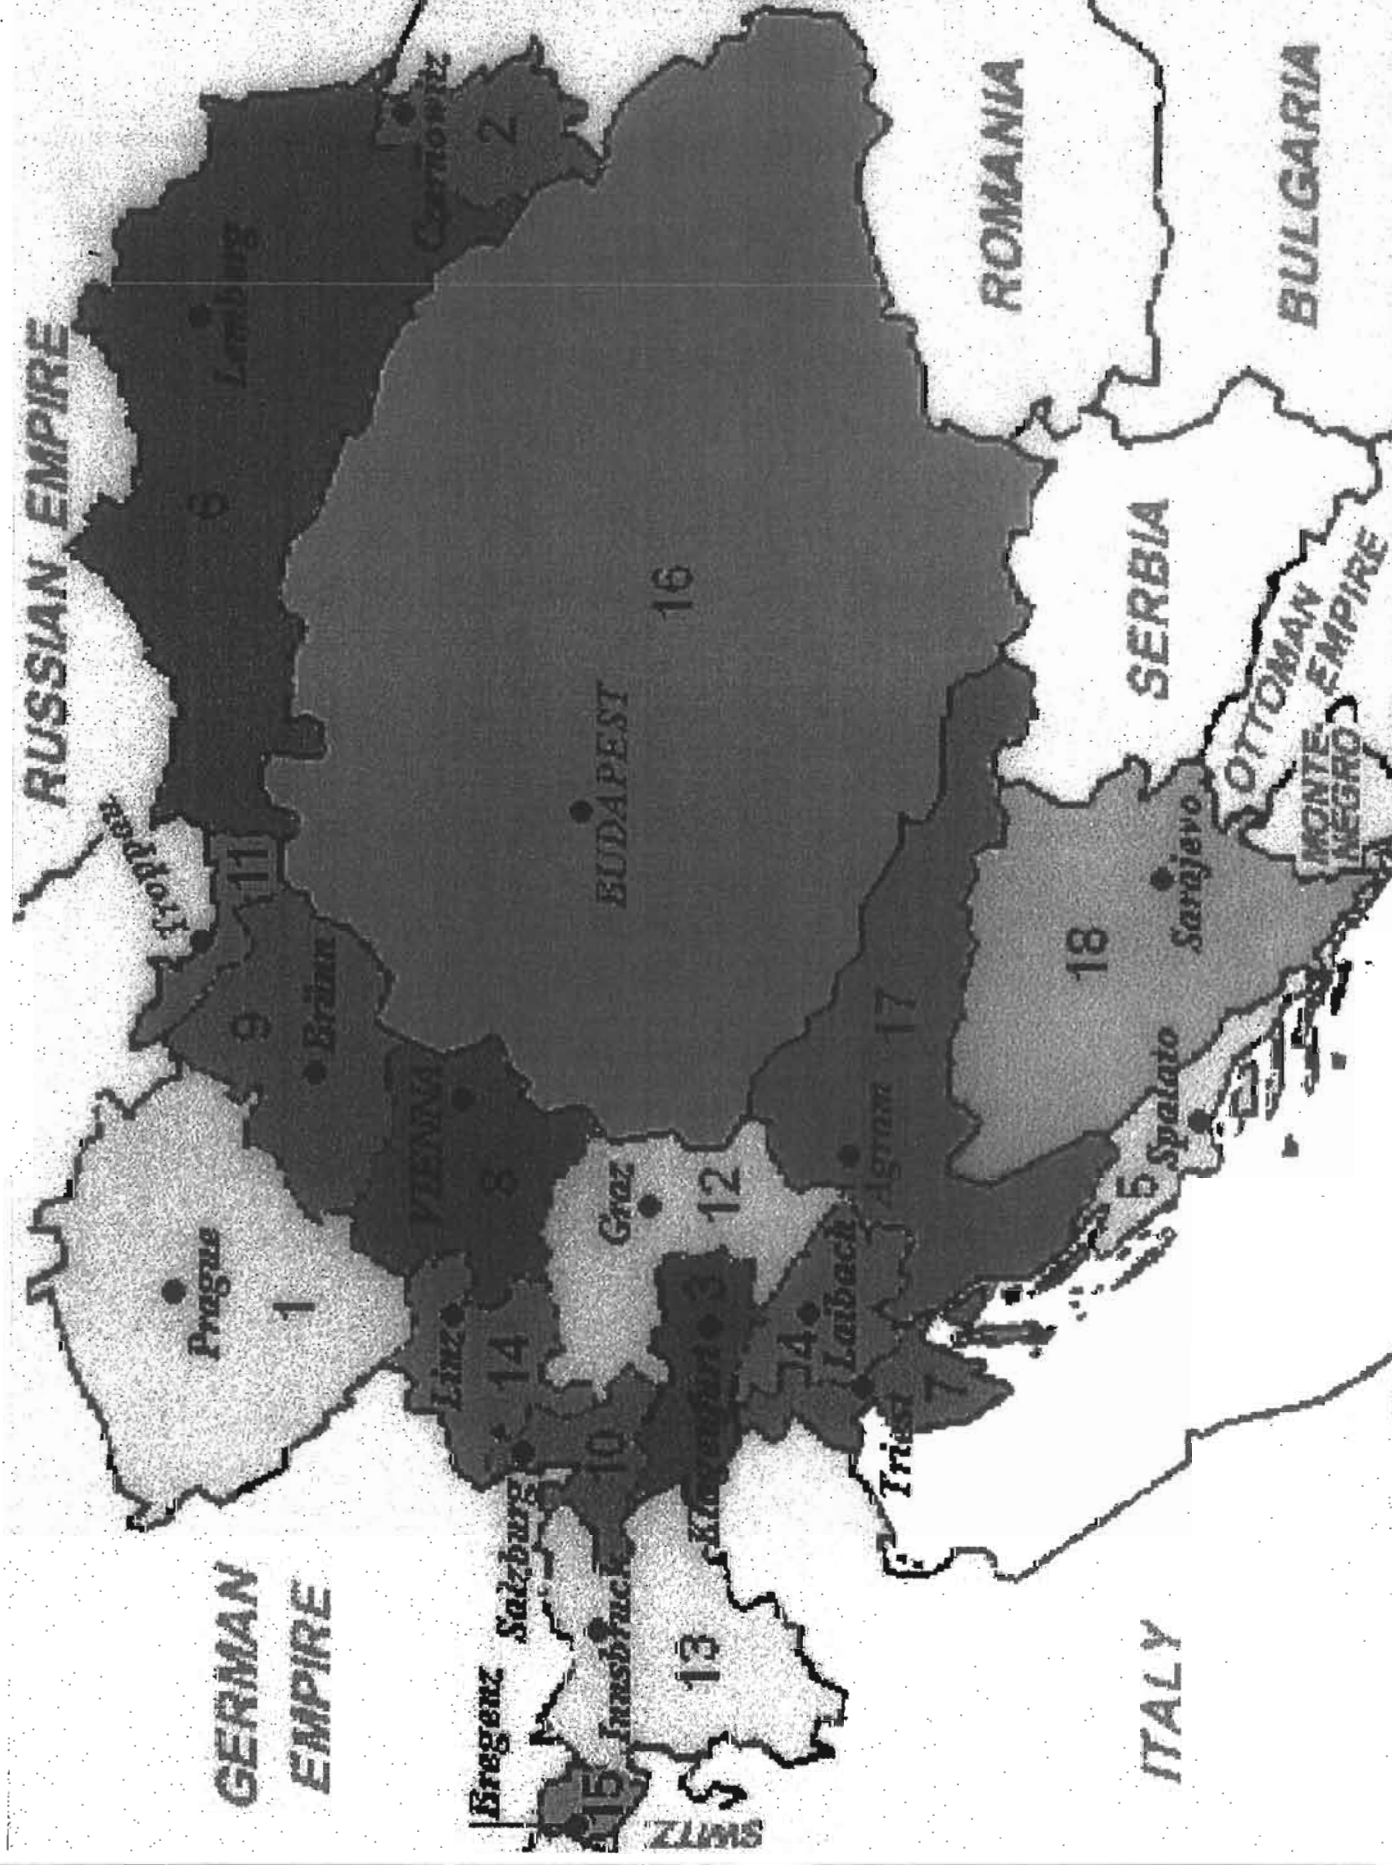 RUSSIAN EMPIRE
GERMAN
EMPIRE
Prague
1
Troppau
11
9
Brünn
6
Lemberg
Czernowitz
2
Linz
14
VIENNA
8
Bregenz
15
Salzburg
10
Innsbruck
13
SWITZ.
Graz
12
Klagenfurt
3
BUDAPEST
16
14
Laibach
Triest
7
Agram
17
ROMANIA
ITALY
5
Spalato
18
Sarajevo
SERBIA
BULGARIA
MONTE-
NEGRO
OTTOMAN
EMPIRE